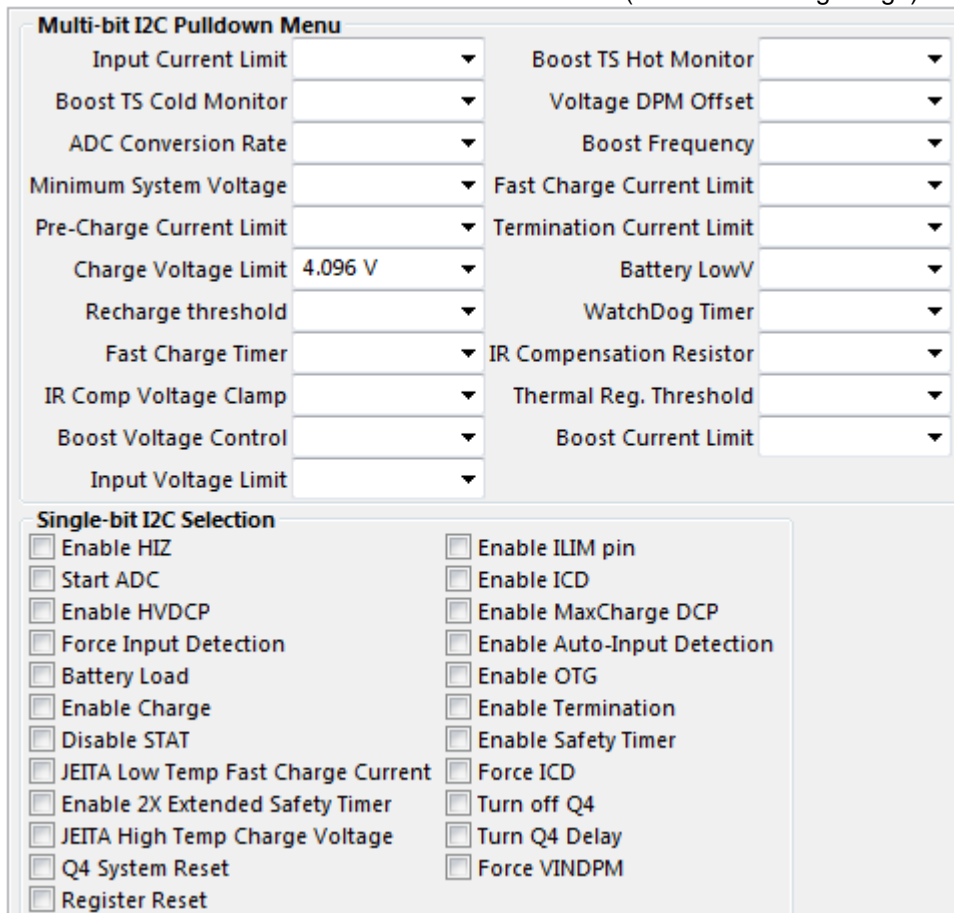 Multi-bit I2C Pulldown Menu
Input Current Limit Boost TS Hot Monitor
Boost TS Cold Monitor Voltage DPM Offset
ADC Conversion Rate Boost Frequency
Minimum System Voltage Fast Charge Current Limit
Pre-Charge Current Limit Termination Current Limit
Charge Voltage Limit 4.096 V Battery LowV
Recharge threshold WatchDog Timer
Fast Charge Timer IR Compensation Resistor
IR Comp Voltage Clamp Thermal Reg. Threshold
Boost Voltage Control Boost Current Limit
Input Voltage Limit
Single-bit I2C Selection
Enable HIZ Enable ILIM pin
Start ADC Enable ICD
Enable HVDCP Enable MaxCharge DCP
Force Input Detection Enable Auto-Input Detection
Battery Load Enable OTG
Enable Charge Enable Termination
Disable STAT Enable Safety Timer
JEITA Low Temp Fast Charge Current Force ICD
Enable 2X Extended Safety Timer Turn off Q4
JEITA High Temp Charge Voltage Turn Q4 Delay
Q4 System Reset Force VINDPM
Register Reset